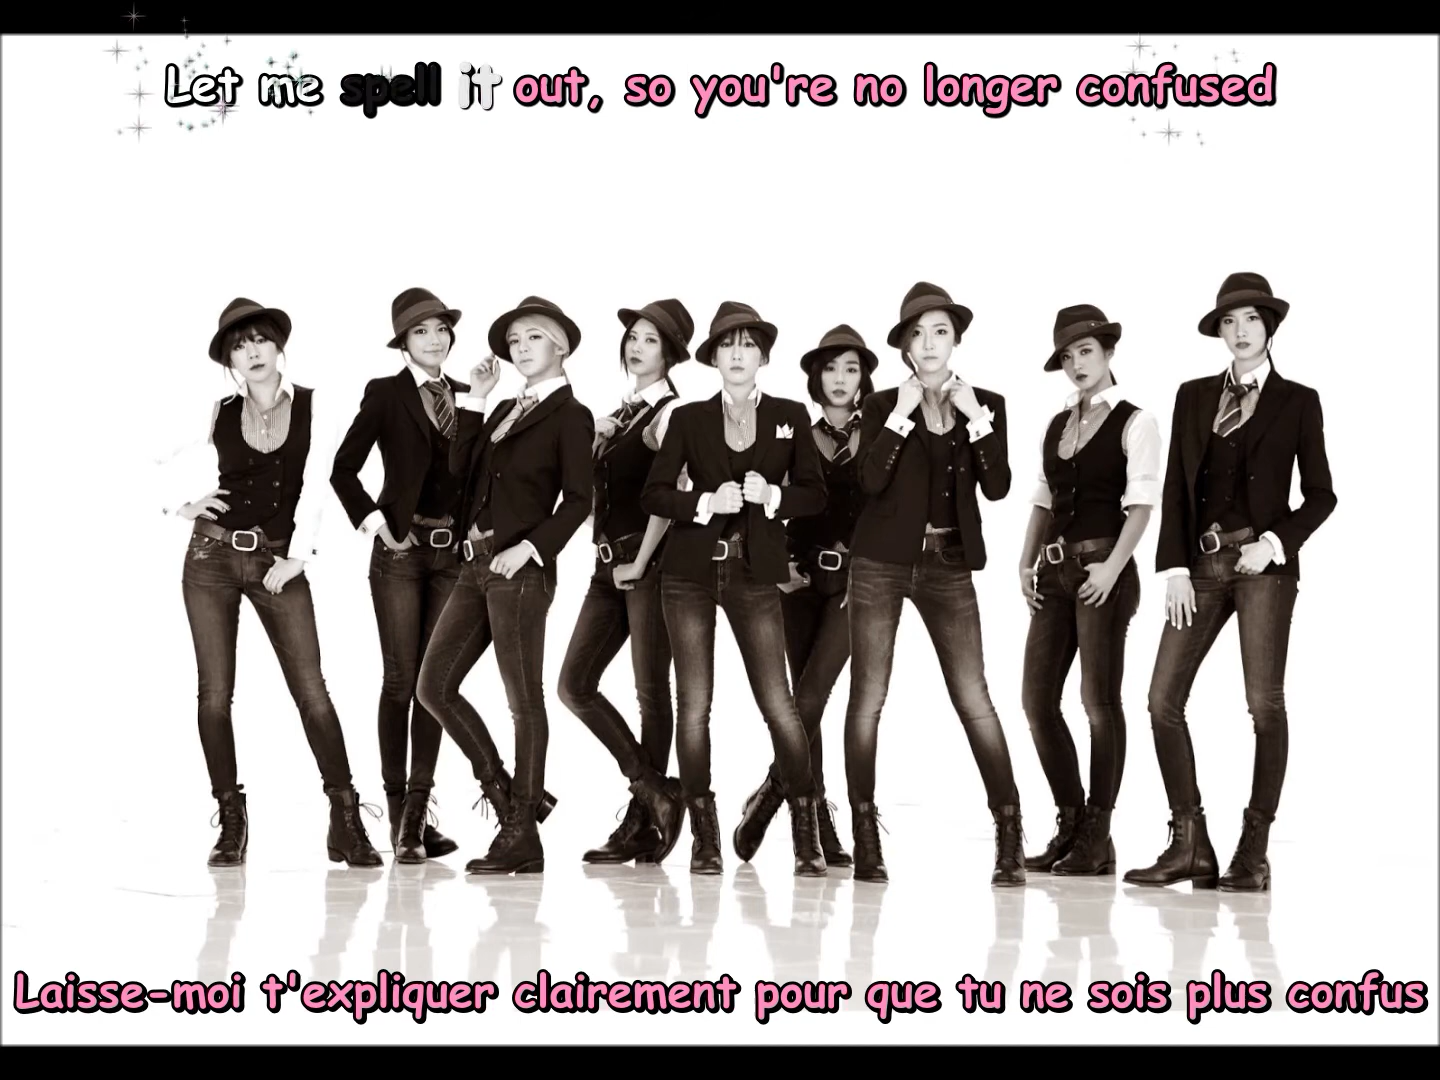 Let me spell it out, so you're no longer confused
Laisse-moi t'expliquer clairement pour que tu ne sois plus confus